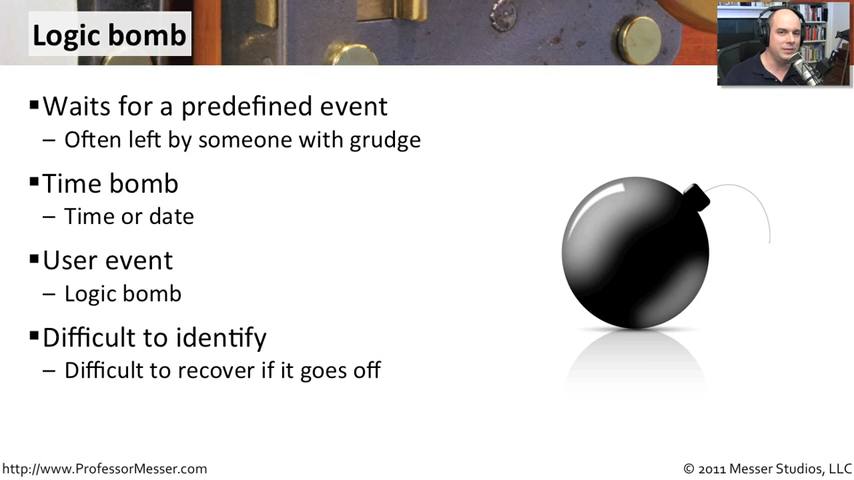 Logic bomb
▪Waits for a predefined event
– Often left by someone with grudge
▪Time bomb
– Time or date
▪User event
– Logic bomb
▪Difficult to identify
– Difficult to recover if it goes off
http://www.ProfessorMesser.com
© 2011 Messer Studios, LLC